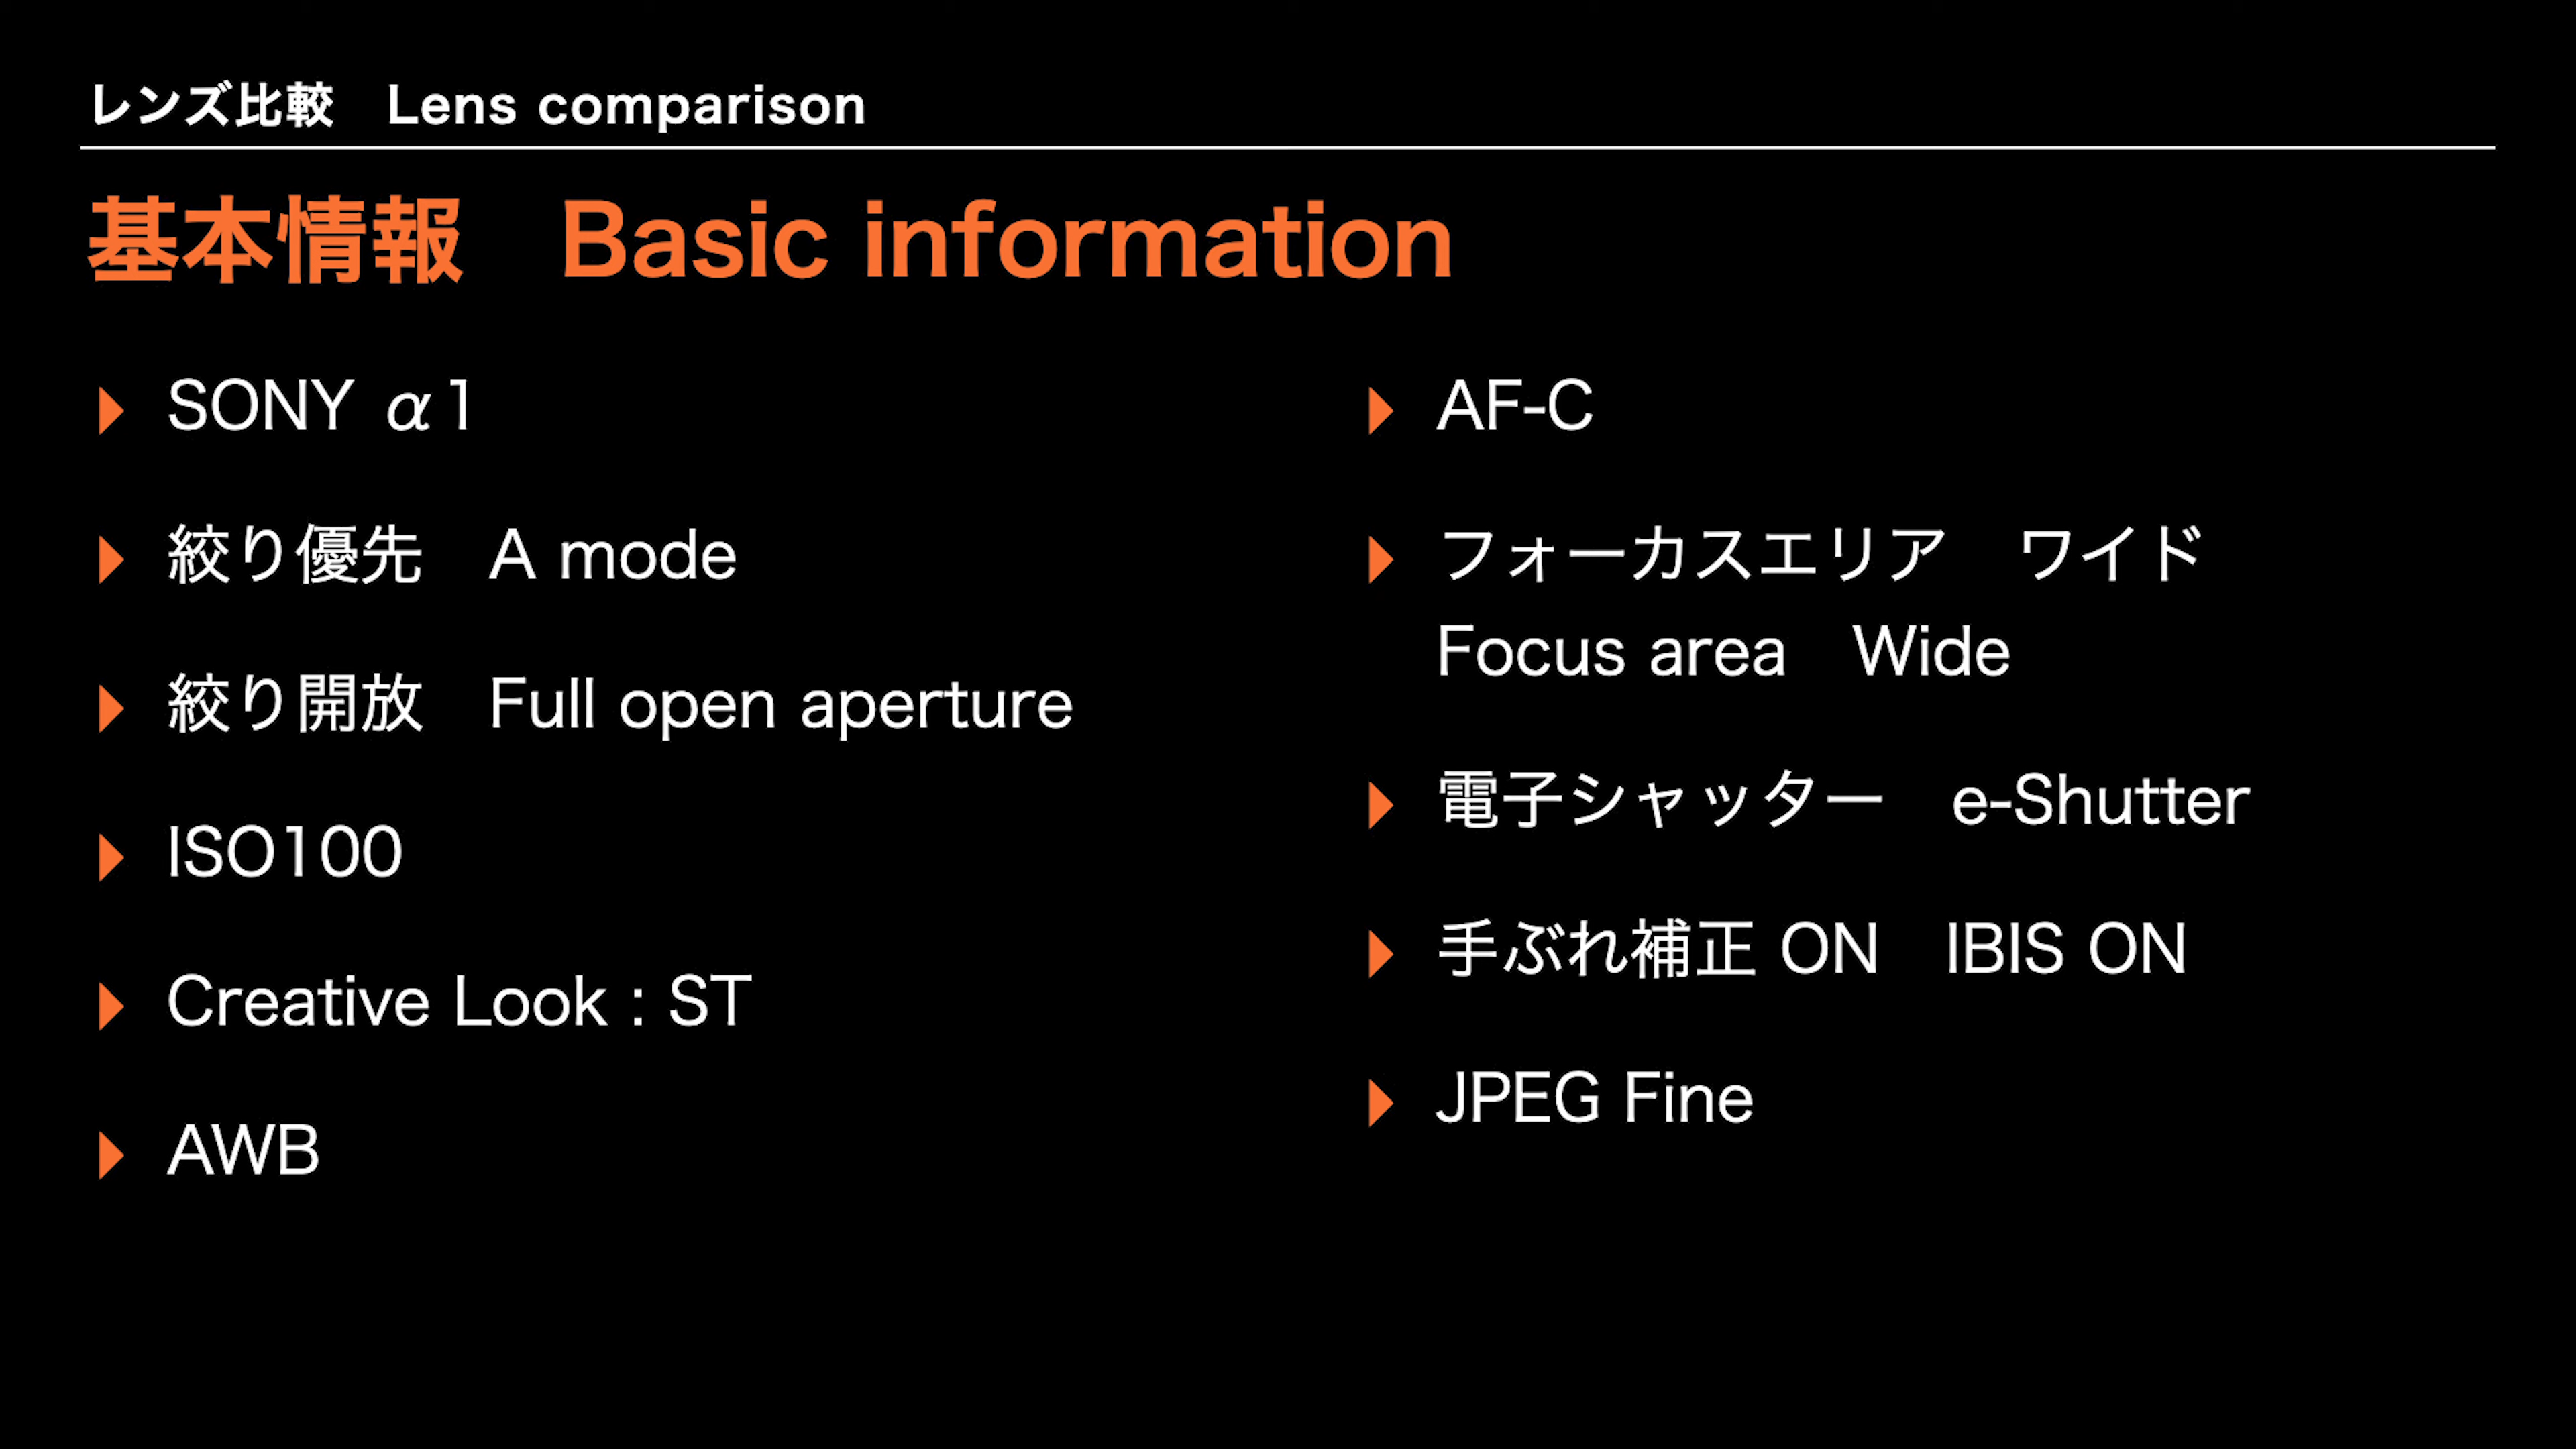 レンズ比較　Lens comparison
基本情報　Basic information
SONY α1
絞り優先　A mode
絞り開放　Full open aperture
ISO100
Creative Look : ST
AWB
AF-C
フォーカスエリア　ワイド
Focus area　Wide
電子シャッター　e-Shutter
手ぶれ補正 ON　IBIS ON
JPEG Fine